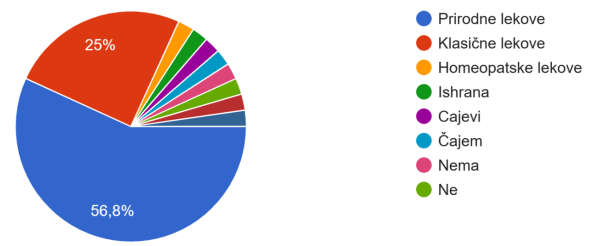 25%
56,8%
Prirodne lekove
Klasične lekove
Homeopatske lekove
Ishrana
Cajevi
Čajem
Nema
Ne